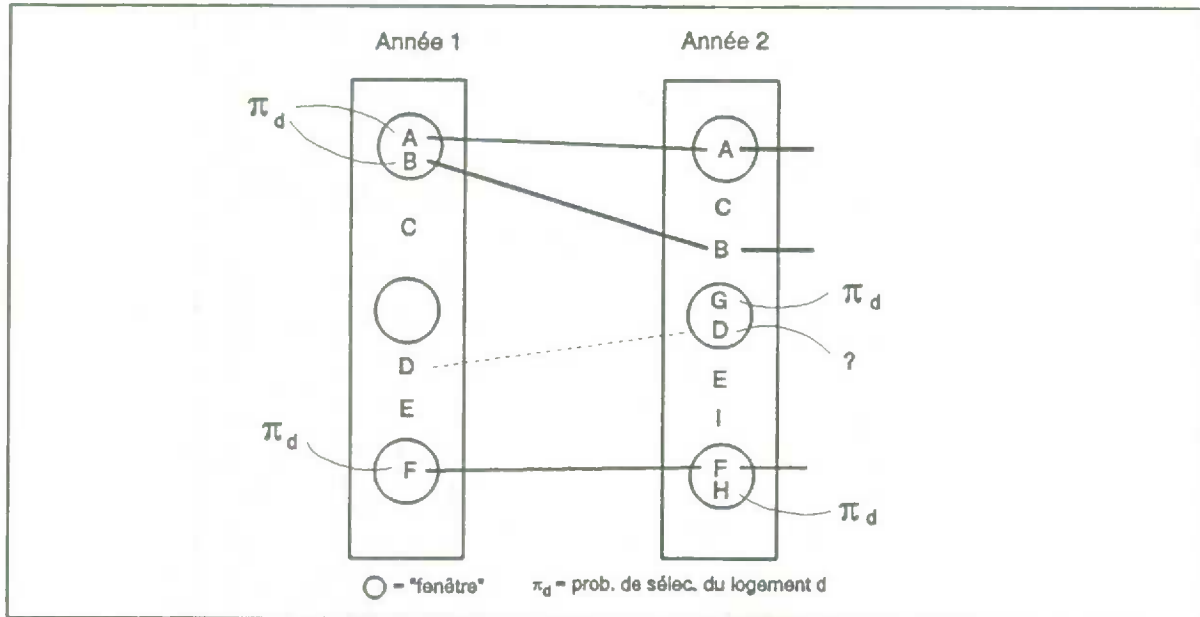 Année 1 Année 2
π d
A A
B
C C
B
G π d
D
D ?
E
E I
π d
F F
H π d
○ = "fenêtre" π d = prob. de sélec. du logement d